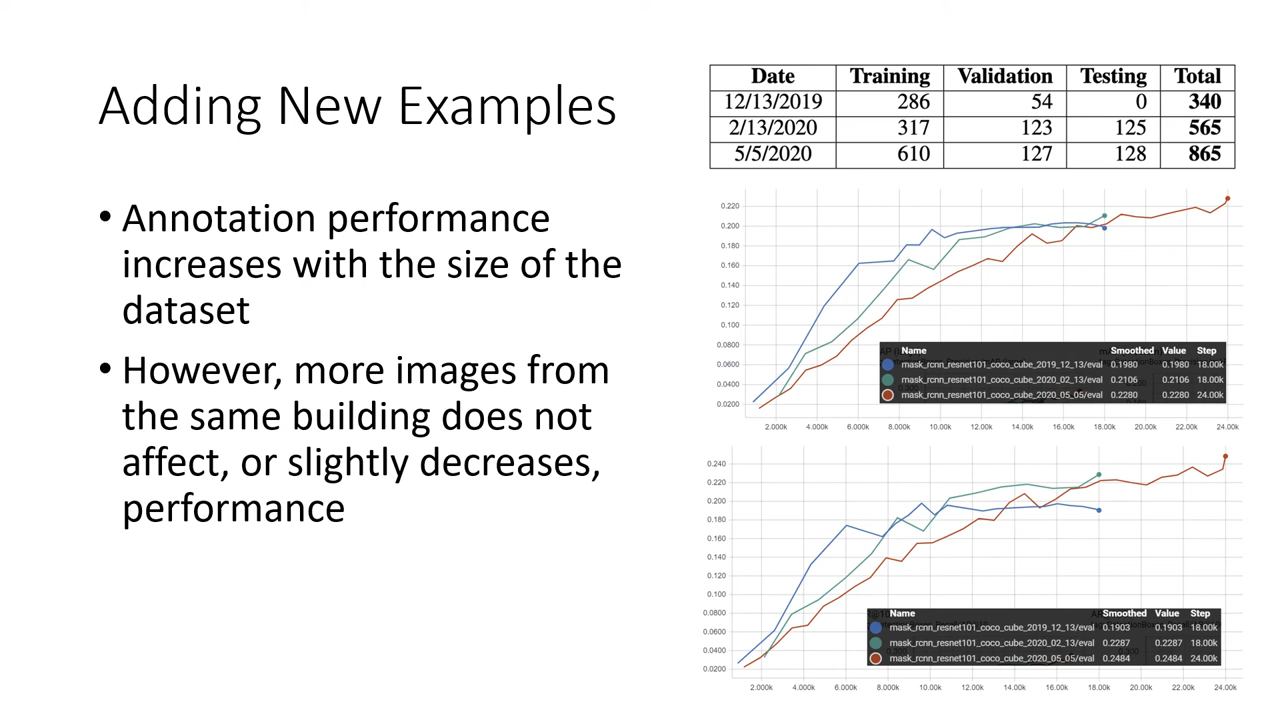 Adding New Examples
• Annotation performance
increases with the size of the
dataset
• However, more images from
the same building does not
affect, or slightly decreases,
performance
Date Training Validation Testing Total
12/13/2019 286 54 0 340
2/13/2020 317 123 125 565
5/5/2020 610 127 128 865
0.220
0.200
0.180
0.160
0.140
0.120
0.100
0.0800
0.0600
0.0400
0.0200
Name Smoothed Value Step
mask_rcnn_resnet101_coco_cube_2019_12_13/eval 0.1980 0.1980 18.00k
mask_rcnn_resnet101_coco_cube_2020_02_13/eval 0.2106 0.2106 18.00k
mask_rcnn_resnet101_coco_cube_2020_05_05/eval 0.2280 0.2280 24.00k
2.000k 4.000k 6.000k 8.000k 10.00k 12.00k 14.00k 16.00k 18.00k 20.00k 22.00k 24.00k
0.240
0.220
0.200
0.180
0.160
0.140
0.120
0.100
0.0800
0.0600
0.0400
0.0200
Name Smoothed Value Step
mask_rcnn_resnet101_coco_cube_2019_12_13/eval 0.1903 0.1903 18.00k
mask_rcnn_resnet101_coco_cube_2020_02_13/eval 0.2287 0.2287 18.00k
mask_rcnn_resnet101_coco_cube_2020_05_05/eval 0.2484 0.2484 24.00k
2.000k 4.000k 6.000k 8.000k 10.00k 12.00k 14.00k 16.00k 18.00k 20.00k 22.00k 24.00k